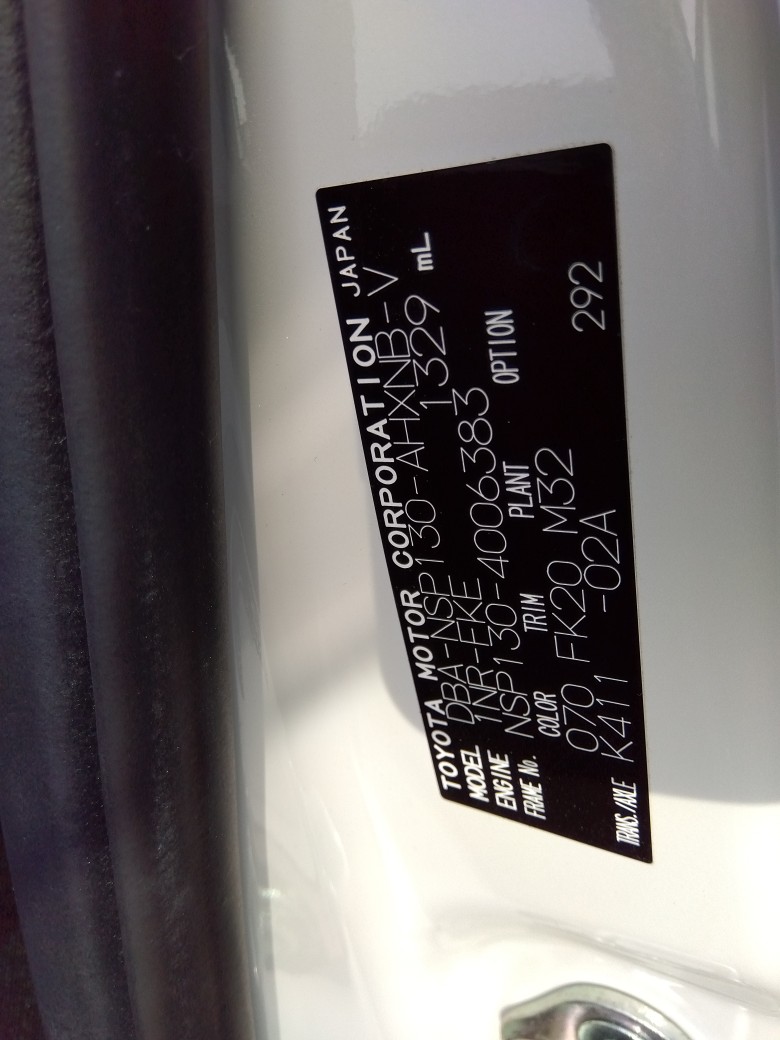 TOYOTA MOTOR CORPORATION JAPAN
MODEL DBA-NSP130-AHXNB-V
ENGINE 1NR-FKE 1329 mL
FRAME No. NSP130-4006383
COLOR TRIM PLANT OPTION
070 FK20 M32
TRANS./AXLE K411 -02A 292